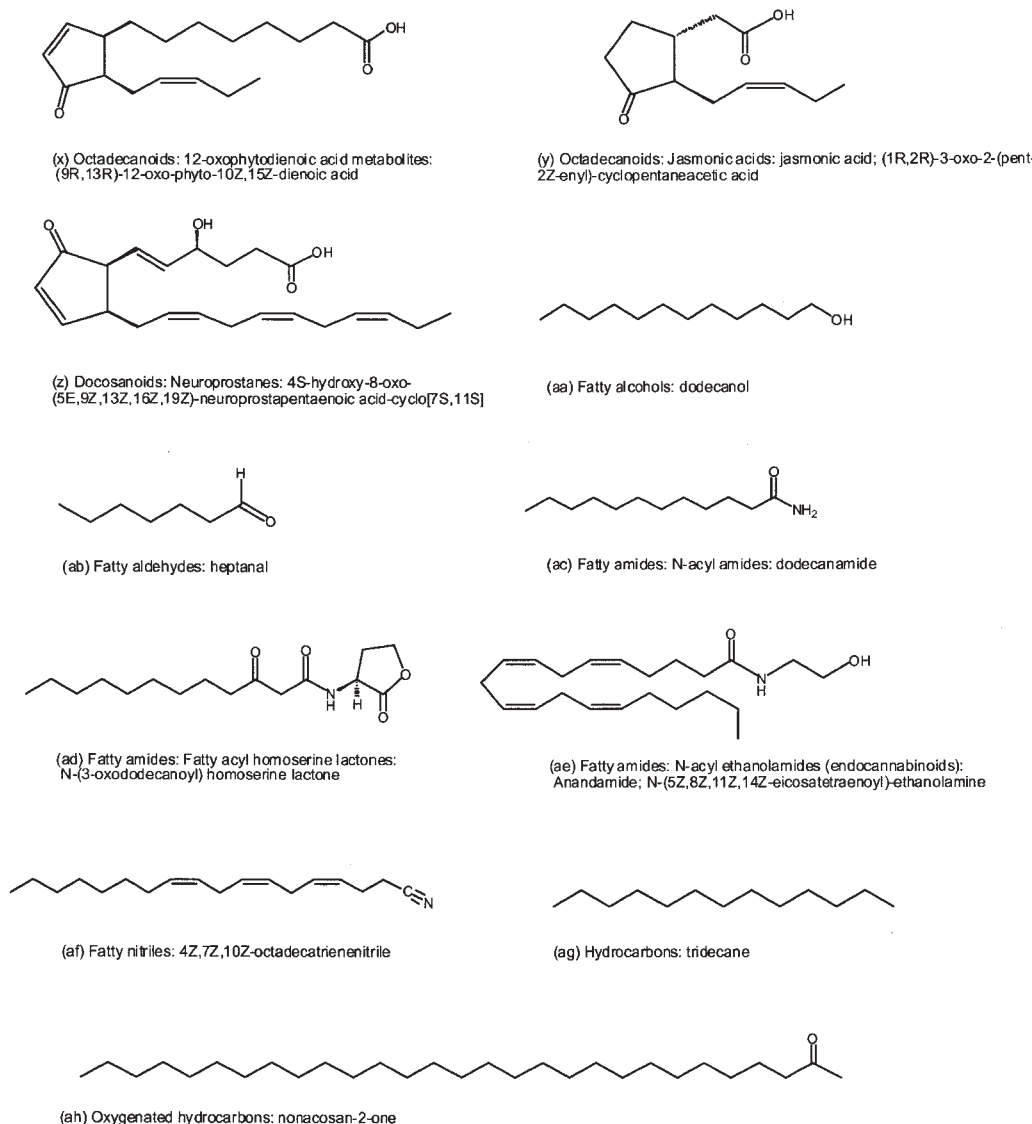 OH
O
O
(x) Octadecanoids: 12-oxophytodienoic acid metabolites:
(9R,13R)-12-oxo-phyto-10Z,15Z-dienoic acid
OH
O
O
(y) Octadecanoids: Jasmonic acids: jasmonic acid; (1R,2R)-3-oxo-2-(pent-
2Z-enyl)-cyclopentaneacetic acid
O
OH
OH
O
(z) Docosanoids: Neuroprostanes: 4S-hydroxy-8-oxo-
(5E,9Z,13Z,16Z,19Z)-neuroprostapentaenoic acid-cyclo[7S,11S]
OH
(aa) Fatty alcohols: dodecanol
H
O
(ab) Fatty aldehydes: heptanal
O
NH2
(ac) Fatty amides: N-acyl amides: dodecanamide
O
O
N
H
H
O
O
(ad) Fatty amides: Fatty acyl homoserine lactones:
N-(3-oxododecanoyl) homoserine lactone
O
N
H
OH
(ae) Fatty amides: N-acyl ethanolamides (endocannabinoids):
Anandamide; N-(5Z,8Z,11Z,14Z-eicosatetraenoyl)-ethanolamine
C
N
(af) Fatty nitriles: 4Z,7Z,10Z-octadecatrienenitrile
(ag) Hydrocarbons: tridecane
O
(ah) Oxygenated hydrocarbons: nonacosan-2-one